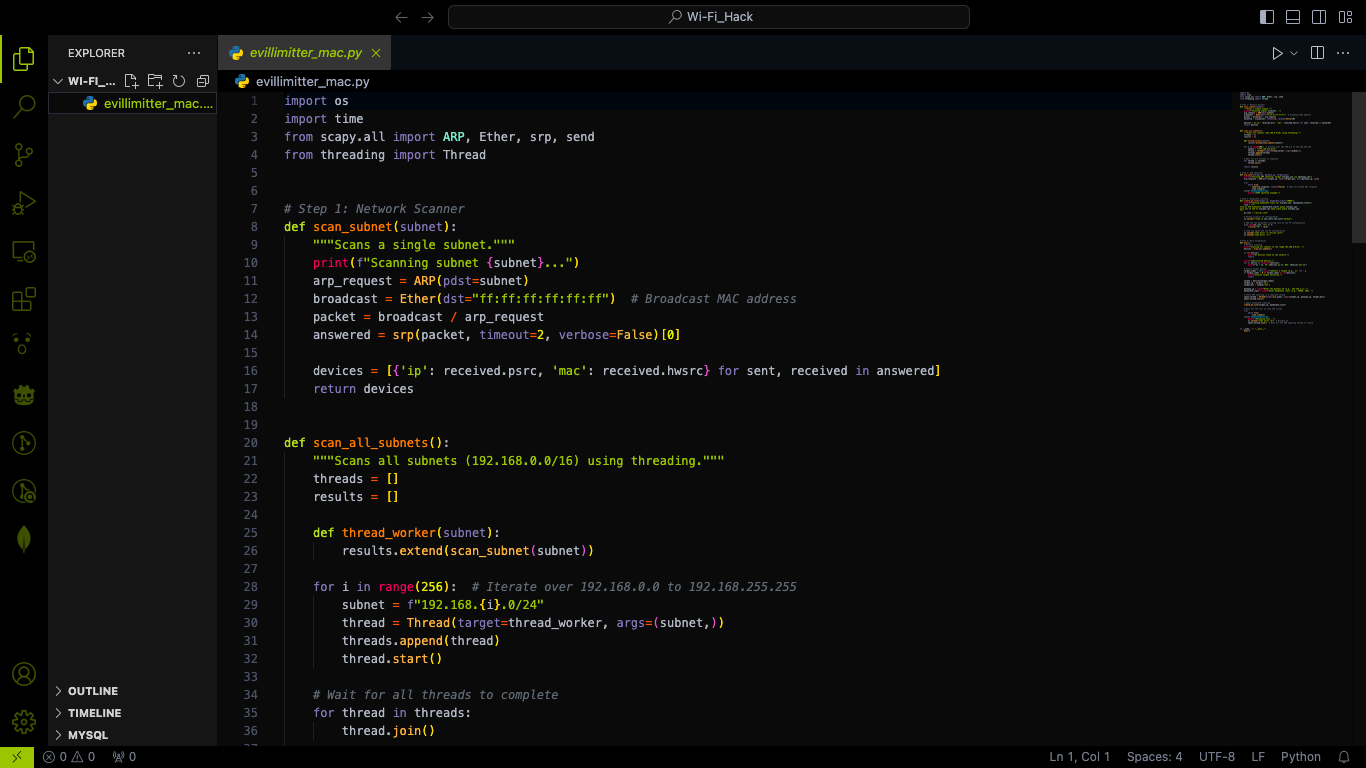 Wi-Fi_Hack
EXPLORER
WI-FI_...
evillimitter_mac....
OUTLINE
TIMELINE
MYSQL
evillimitter_mac.py
evillimitter_mac.py
1 import os
2 import time
3 from scapy.all import ARP, Ether, srp, send
4 from threading import Thread
5
6
7 # Step 1: Network Scanner
8 def scan_subnet(subnet):
9 """Scans a single subnet."""
10 print(f"Scanning subnet {subnet}...")
11 arp_request = ARP(pdst=subnet)
12 broadcast = Ether(dst="ff:ff:ff:ff:ff:ff") # Broadcast MAC address
13 packet = broadcast / arp_request
14 answered = srp(packet, timeout=2, verbose=False)[0]
15
16 devices = [{'ip': received.psrc, 'mac': received.hwsrc} for sent, received in answered]
17 return devices
18
19
20 def scan_all_subnets():
21 """Scans all subnets (192.168.0.0/16) using threading."""
22 threads = []
23 results = []
24
25 def thread_worker(subnet):
26 results.extend(scan_subnet(subnet))
27
28 for i in range(256): # Iterate over 192.168.0.0 to 192.168.255.255
29 subnet = f"192.168.{i}.0/24"
30 thread = Thread(target=thread_worker, args=(subnet,))
31 threads.append(thread)
32 thread.start()
33
34 # Wait for all threads to complete
35 for thread in threads:
36 thread.join()
0 0 0
Ln 1, Col 1 Spaces: 4 UTF-8 LF Python